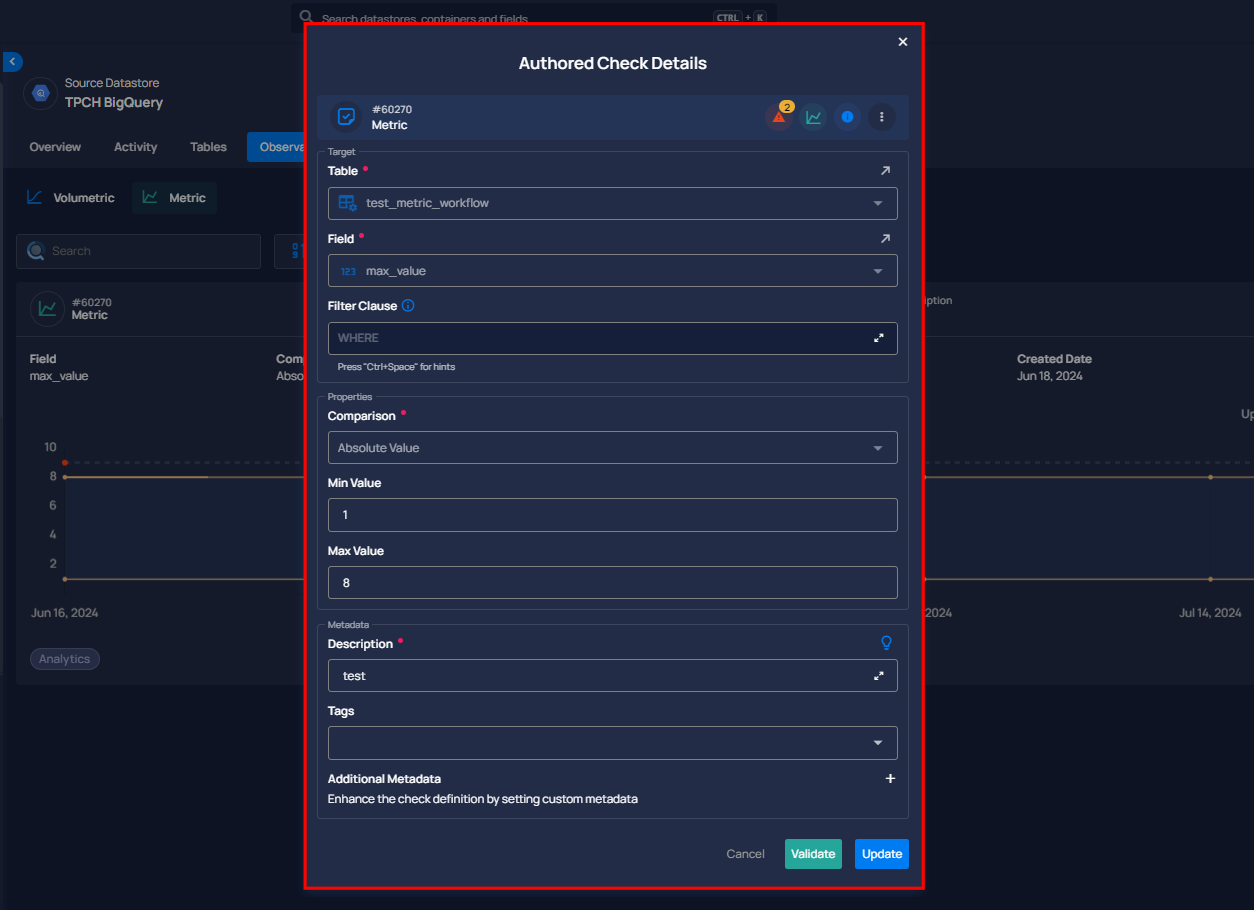 Search datastores, containers and fields
CTRL + K
Source Datastore
TPCH BigQuery
Overview
Activity
Tables
Observa
Volumetric
Metric
Search
#60270
Metric
Field
max_value
Com
Abso
10
8
6
4
2
Jun 16, 2024
Analytics
Authored Check Details
#60270
Metric
2
Target
Table
test_metric_workflow
Field
123 max_value
Filter Clause
WHERE
Press "Ctrl+Space" for hints
Properties
Comparison
Absolute Value
Min Value
1
Max Value
8
Metadata
Description
test
Tags
Additional Metadata
Enhance the check definition by setting custom metadata
Cancel
Validate
Update
ption
Created Date
Jun 18, 2024
Up
2024
Jul 14, 2024